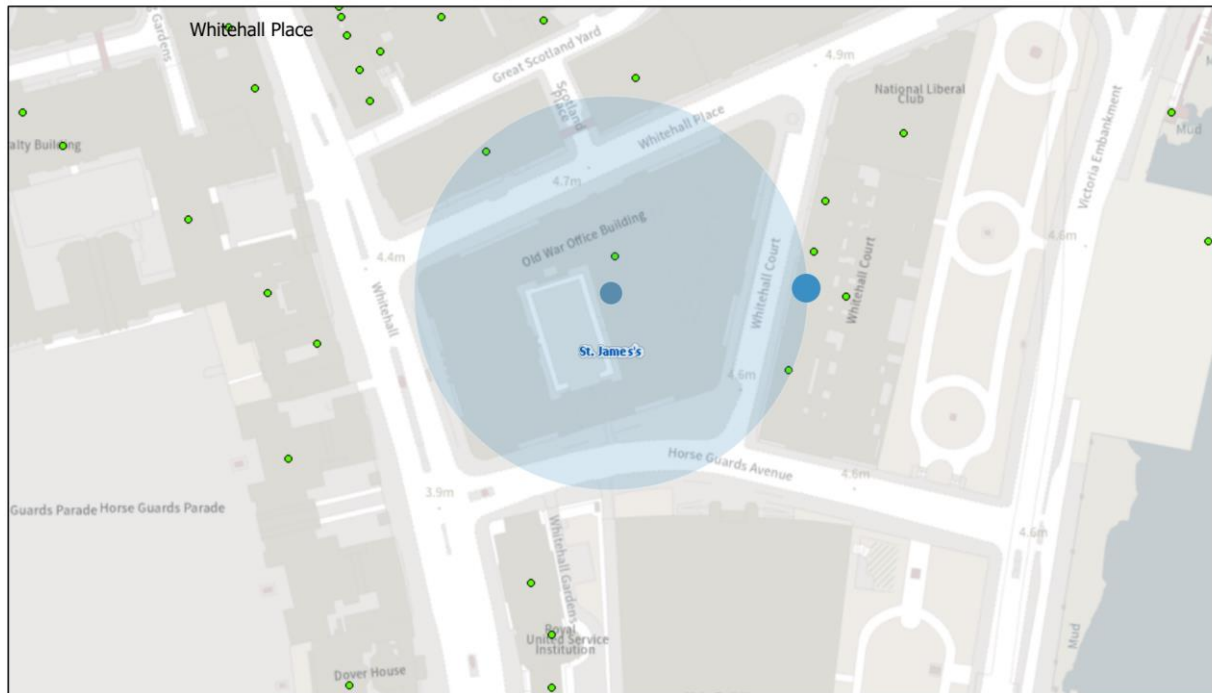 Whitehall Place
Gardens
Great Scotland Yard
Scotland
Place
4.9m
National Liberal
Club
Mud
Victoria Embankment
Whitehall Place
4.7m
alty Building
Old War Office Building
4.4m
4.6m
Whitehall
Whitehall Court
Whitehall Court
St. James's
4.6m
Horse Guards Avenue
4.6m
3.9m
Guards Parade
Horse Guards Parade
4.6m
Whitehall Gardens
Royal
United Service
Institution
Mud
Dover House